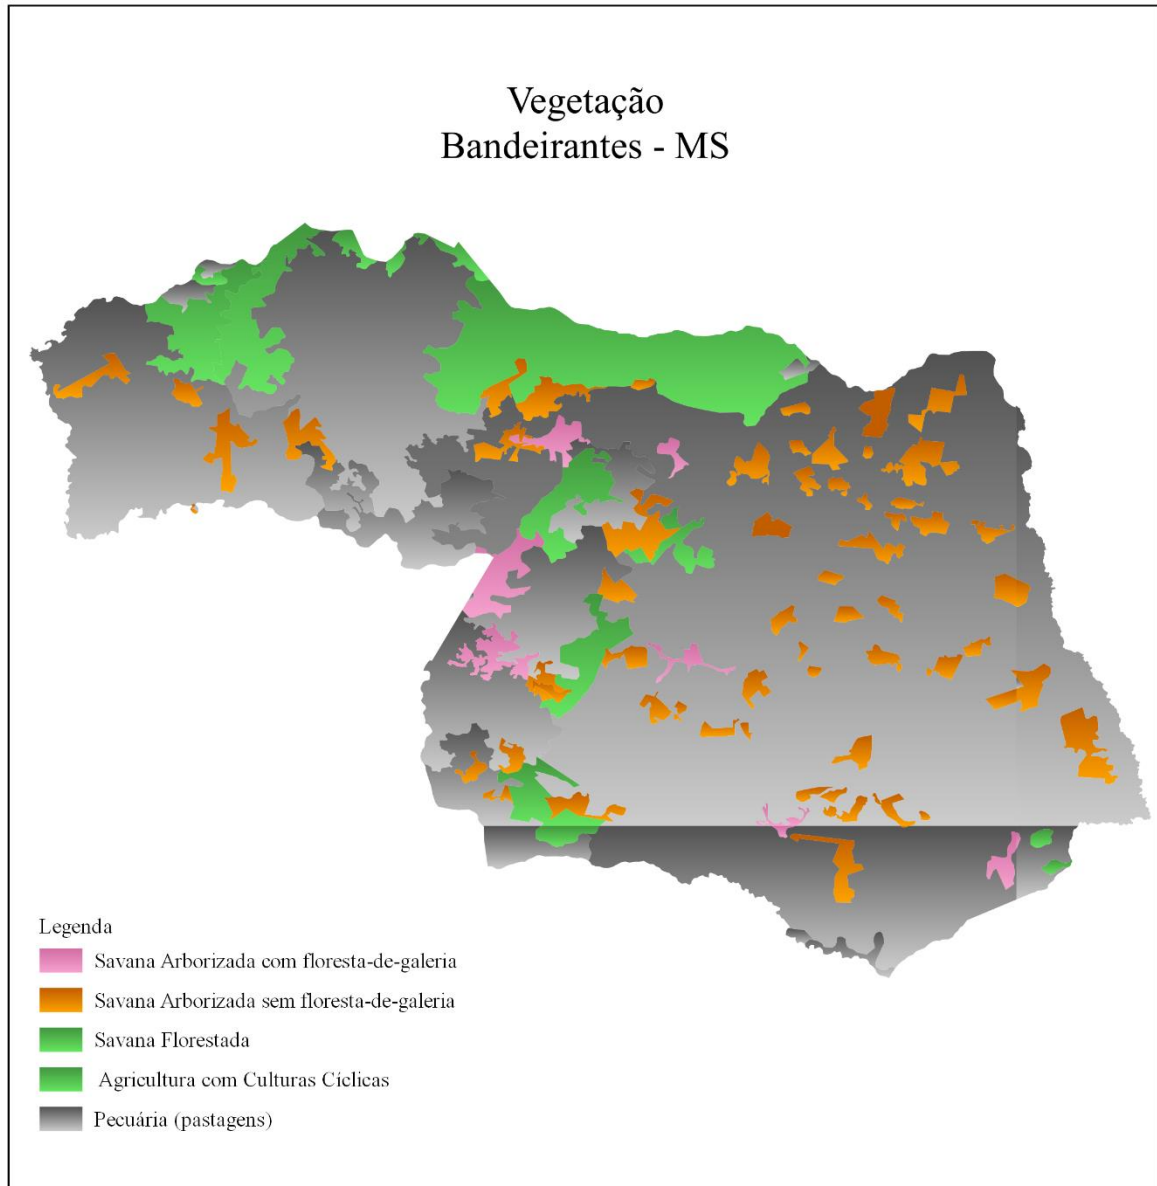 Vegetação
Bandeirantes - MS
Legenda
Savana Arborizada com floresta-de-galeria
Savana Arborizada sem floresta-de-galeria
Savana Florestada
Agricultura com Culturas Cíclicas
Pecuária (pastagens)